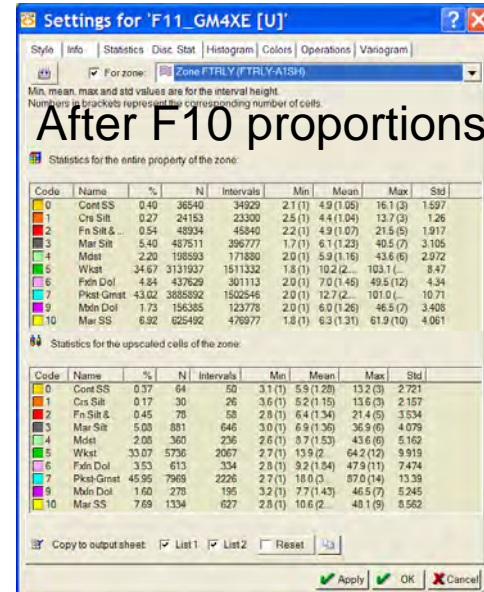 Settings for 'F11_GM4XE [U]'
Style Info Statistics Disc. Stat Histogram Colors Operations Variogram
For zone: Zone FTRLY (FTRLY-A1SH)
Min, mean, max and std values are for the interval height.
Numbers in brackets represent the corresponding number of cells.
After F10 proportions
Statistics for the entire property of the zone:
Code Name % N Intervals Min Mean Max Std
0 Cont SS 0.40 36540 34929 2.1 (1) 4.9 (1.05) 16.1 (3) 1.597
1 Crs Silt 0.27 24153 23300 2.5 (1) 4.4 (1.04) 13.7 (3) 1.26
2 Fn Silt &... 0.54 48934 45840 2.2 (1) 4.9 (1.07) 21.5 (5) 1.917
3 Mar Silt 5.40 487511 396777 1.7 (1) 6.1 (1.23) 40.5 (7) 3.105
4 Mdst 2.20 198593 171882 2.0 (1) 5.9 (1.16) 43.6 (6) 2.972
5 Wkst 34.67 3131937 1511332 1.8 (1) 10.2 (2... 103.1 (... 8.47
6 Fxln Dol 4.84 437629 301113 2.0 (1) 7.0 (1.45) 49.5 (12) 4.34
7 Pkst-Grnst 43.02 3885892 1502546 2.0 (1) 12.7 (2... 101.0 (... 10.71
9 Mxln Dol 1.73 156385 123778 2.0 (1) 6.0 (1.26) 46.5 (7) 3.408
10 Mar SS 6.92 625492 476977 1.8 (1) 6.3 (1.31) 61.9 (10) 4.061
Statistics for the upscaled cells of the zone:
Code Name % N Intervals Min Mean Max Std
0 Cont SS 0.37 64 50 3.1 (1) 5.9 (1.28) 13.2 (3) 2.721
1 Crs Silt 0.17 30 26 3.6 (1) 5.2 (1.15) 13.6 (3) 2.157
2 Fn Silt &... 0.45 78 58 2.8 (1) 6.4 (1.34) 21.4 (5) 3.534
3 Mar Silt 5.08 881 646 3.0 (1) 6.9 (1.36) 36.9 (6) 4.079
4 Mdst 2.08 360 236 2.6 (1) 8.7 (1.53) 43.6 (6) 5.162
5 Wkst 33.07 5736 2067 2.7 (1) 13.9 (2... 64.2 (12) 9.919
6 Fxln Dol 3.53 613 334 2.8 (1) 9.2 (1.84) 47.9 (11) 7.474
7 Pkst-Grnst 45.95 7969 2226 2.7 (1) 18.0 (3... 87.0 (14) 13.39
9 Mxln Dol 1.60 278 195 3.2 (1) 7.7 (1.43) 46.5 (7) 5.245
10 Mar SS 7.69 1334 627 2.8 (1) 10.6 (2... 48.1 (9) 8.562
Copy to output sheet: List 1 List 2 Reset
Apply OK Cancel